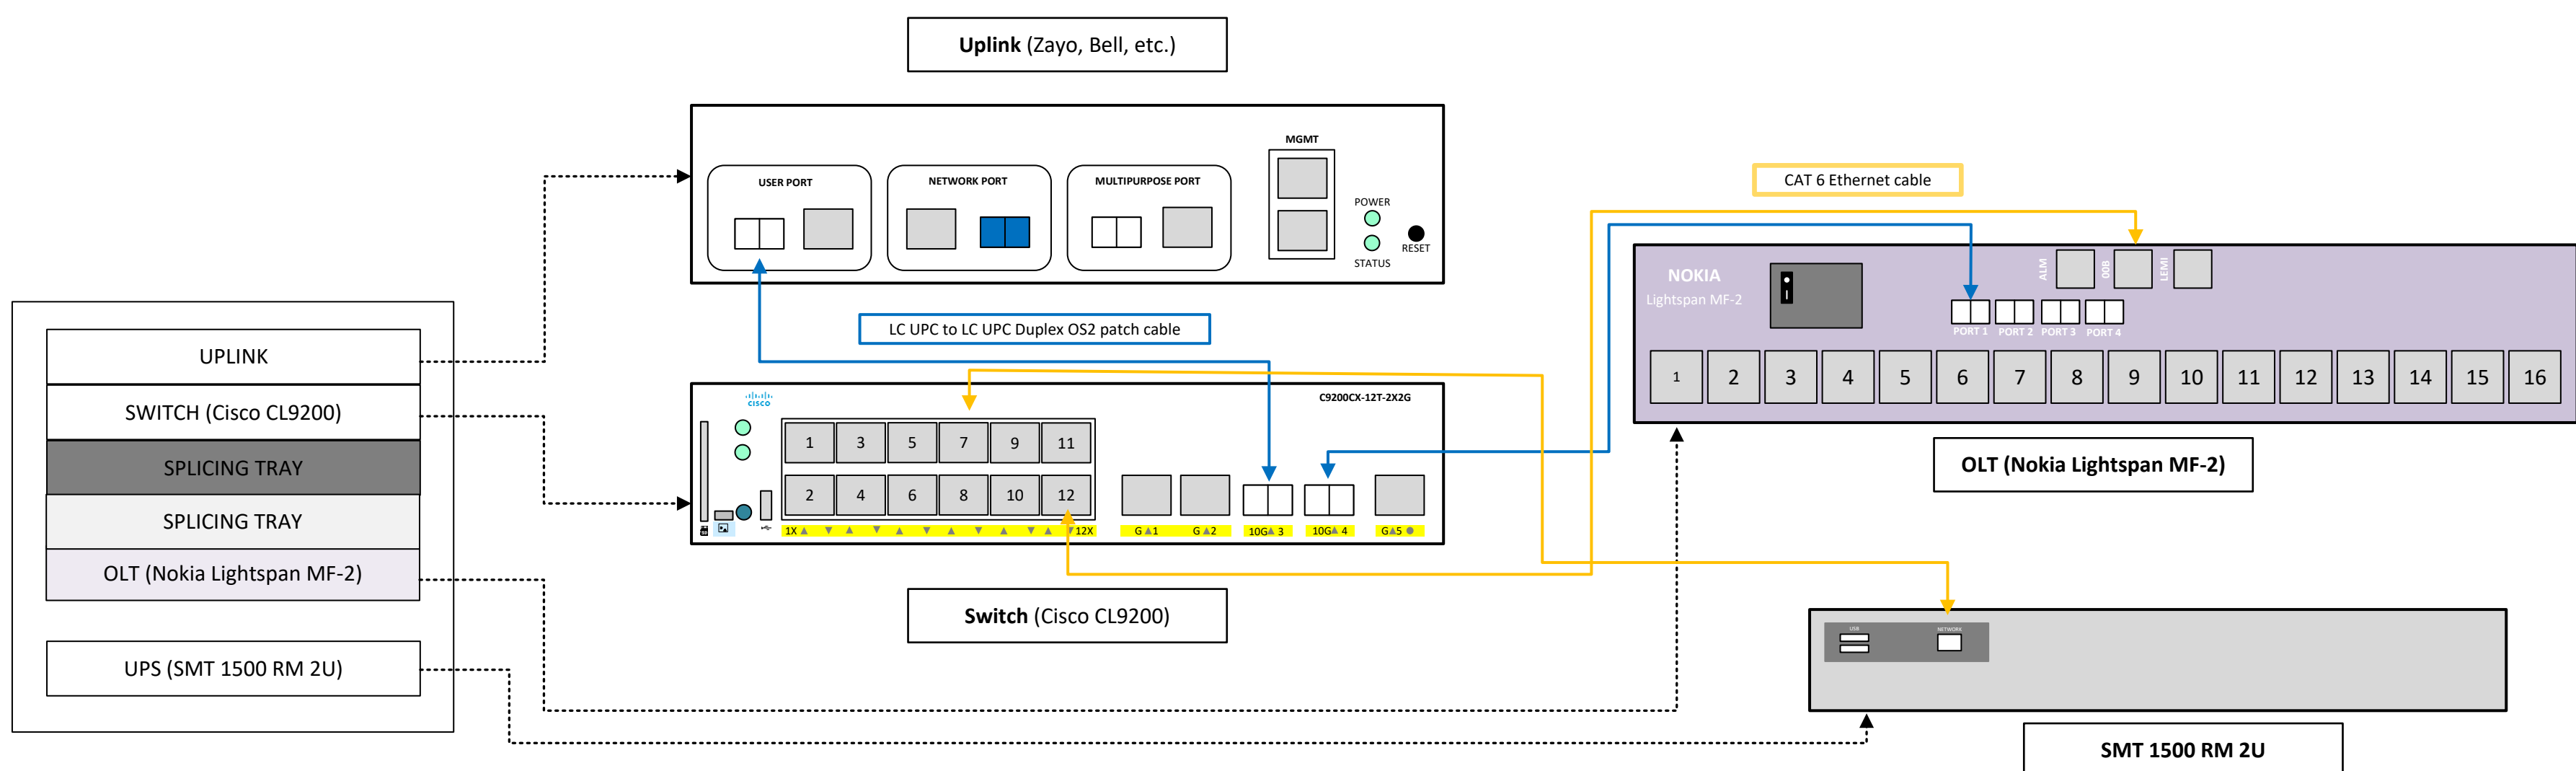 Uplink (Zayo, Bell, etc.)
USER PORT
NETWORK PORT
MULTIPURPOSE PORT
MGMT
POWER
STATUS
RESET
LC UPC to LC UPC Duplex OS2 patch cable
CAT 6 Ethernet cable
UPLINK
SWITCH (Cisco CL9200)
SPLICING TRAY
SPLICING TRAY
OLT (Nokia Lightspan MF-2)
UPS (SMT 1500 RM 2U)
CISCO
C9200CX-12T-2X2G
1 3 5 7 9 11
2 4 6 8 10 12
1X 12X G 1 G 2 10G 3 10G 4 G 5
Switch (Cisco CL9200)
NOKIA
Lightspan MF-2
ALM
00B
LEMI
PORT 1 PORT 2 PORT 3 PORT 4
1 2 3 4 5 6 7 8 9 10 11 12 13 14 15 16
OLT (Nokia Lightspan MF-2)
USB
NETWORK
SMT 1500 RM 2U